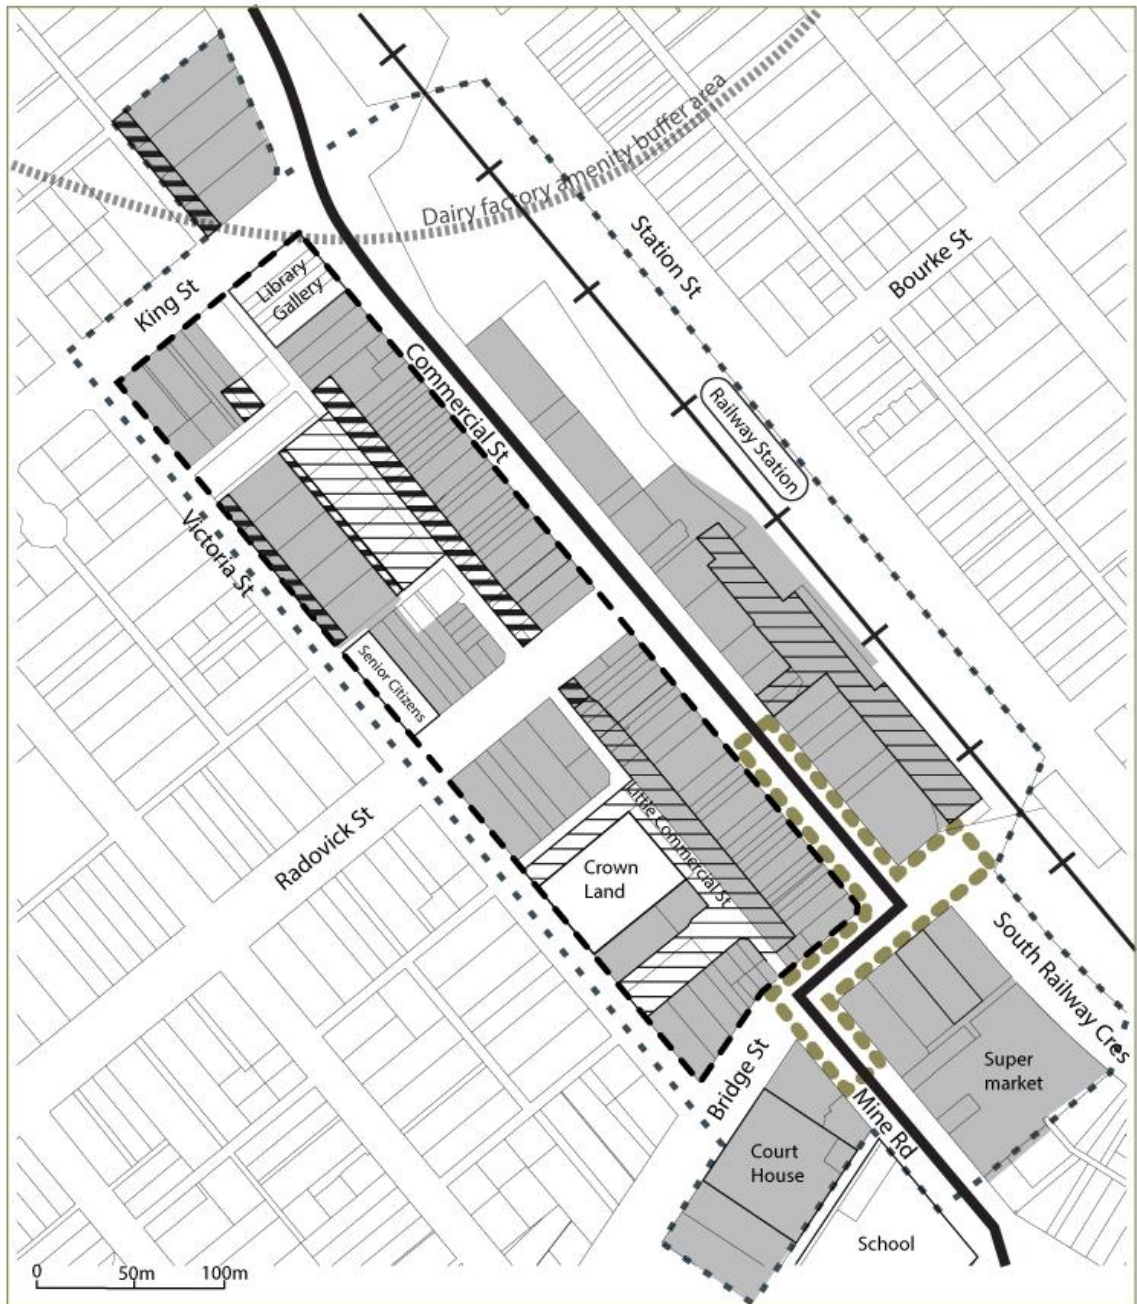 Dairy factory amenity buffer area
Station St
Bourke St
Library
Gallery
King St
Commercial St
Railway Station
Victoria St
Senior Citizens
Radovick St
Little Commercial St
Crown
Land
South Railway Cres
Super
market
Bridge St
Mine Rd
Court
House
School
0 50m 100m